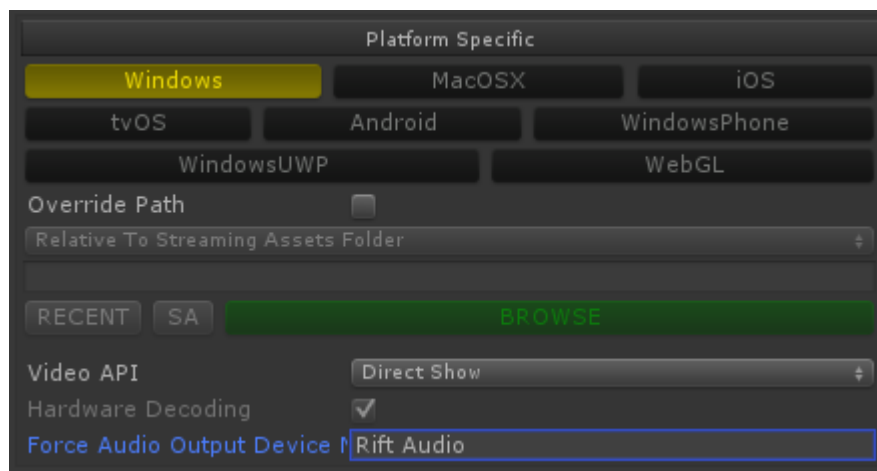 Platform Specific
Windows MacOSX iOS
tvOS Android WindowsPhone
WindowsUWP WebGL
Override Path
Relative To Streaming Assets Folder
RECENT SA BROWSE
Video API Direct Show
Hardware Decoding
Force Audio Output Device Rift Audio